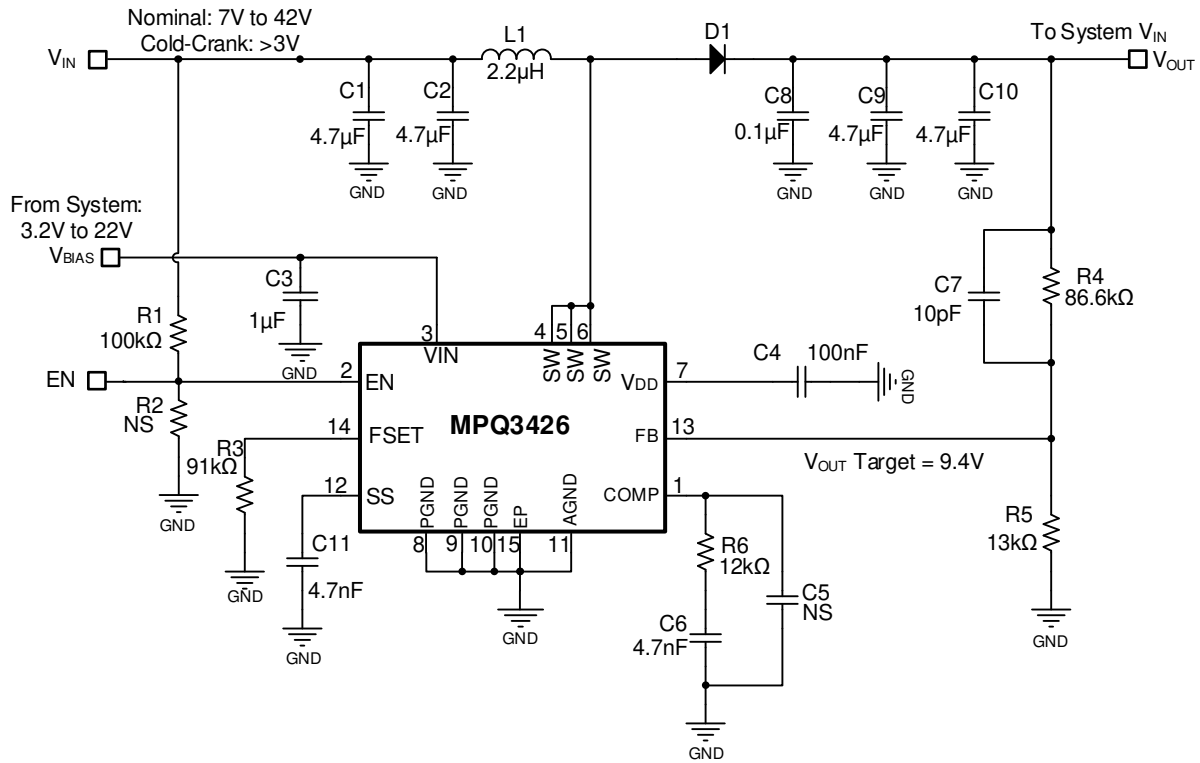 Nominal: 7V to 42V
Cold-Crank: >3V
VIN
L1
2.2µH
D1
To System VIN
VOUT
C1
4.7µF
C2
4.7µF
C8
0.1µF
C9
4.7µF
C10
4.7µF
GND
GND
GND
GND
GND
From System:
3.2V to 22V
VBIAS
C3
1µF
GND
C7
10pF
R4
86.6kΩ
R1
100kΩ
3
VIN
4
5
6
SW
SW
SW
C4
100nF
GND
EN
2
EN
VDD
7
R2
NS
GND
MPQ3426
14
FSET
FB
13
R3
91kΩ
GND
VOUT Target = 9.4V
12
SS
COMP
1
C11
4.7nF
GND
PGND
PGND
PGND
EP
AGND
8
9
10
15
11
GND
R6
12kΩ
C5
NS
C6
4.7nF
GND
R5
13kΩ
GND